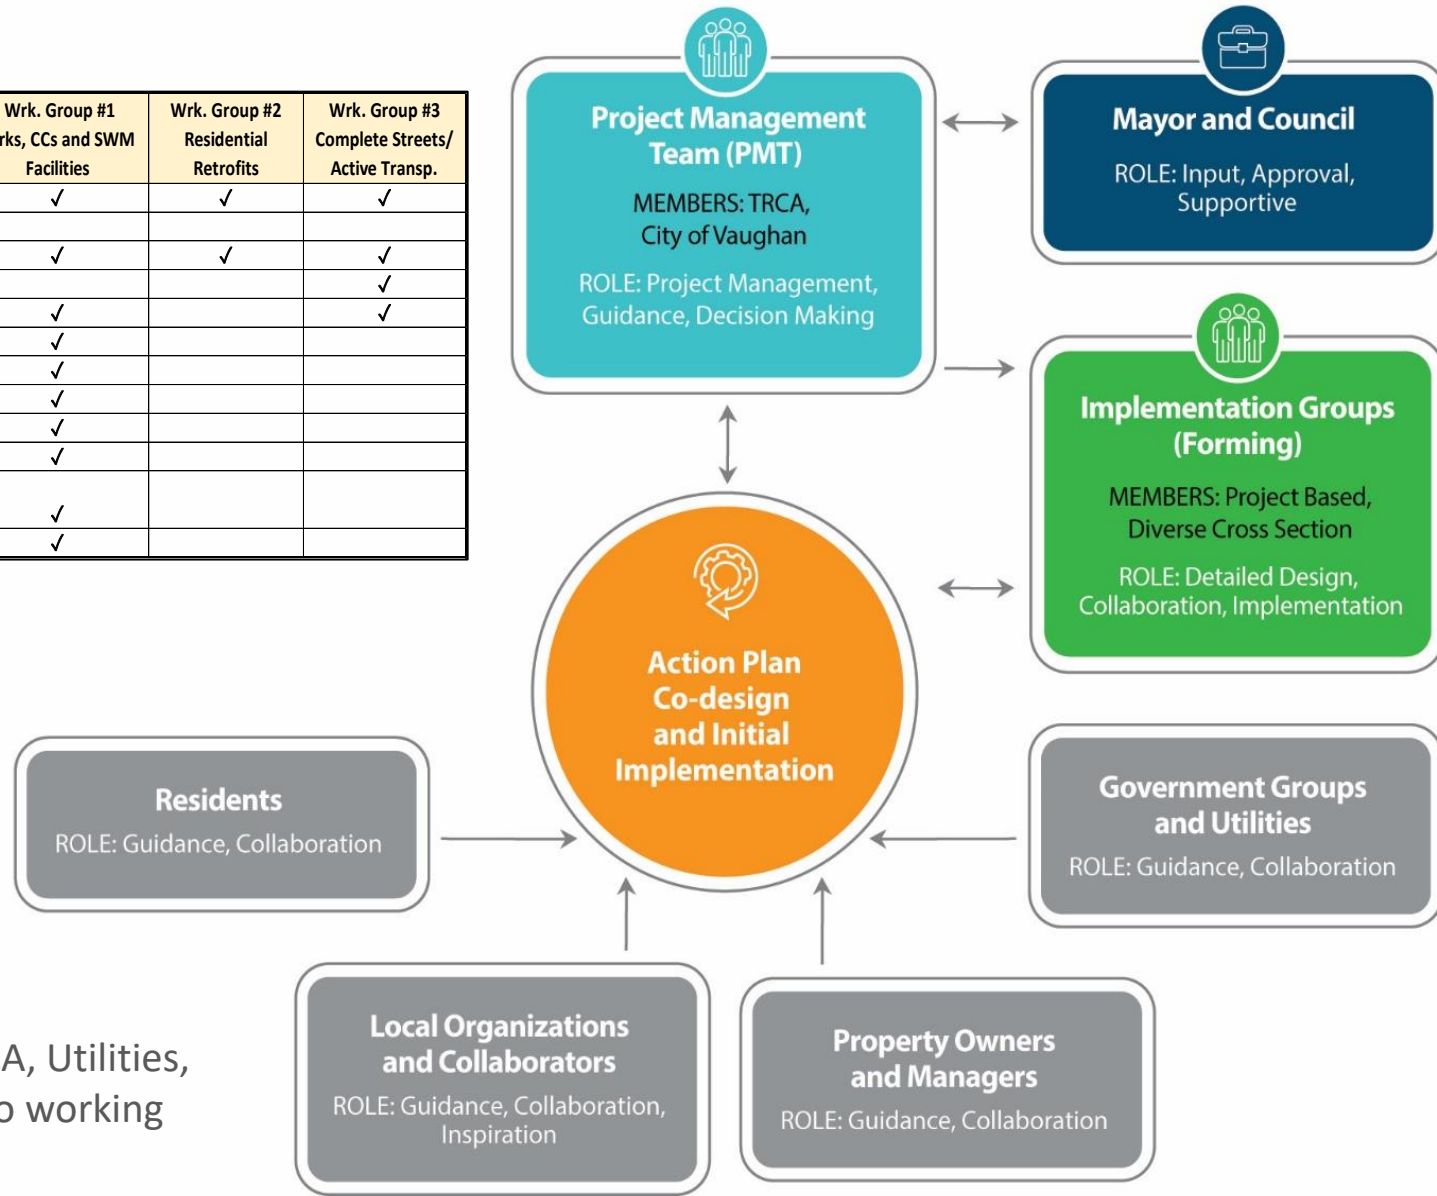 Wrk. Group #1
Wrk. Group #2
Wrk. Group #3
rks, CCs and SWM
Residential
Complete Streets/
Facilities
Retrofits
Active Transp.
✓ ✓ ✓
✓ ✓ ✓
✓
✓ ✓
✓
✓
✓
✓
✓
✓
✓
Project Management
Team (PMT)
MEMBERS: TRCA,
City of Vaughan
ROLE: Project Management,
Guidance, Decision Making
Mayor and Council
ROLE: Input, Approval,
Supportive
Implementation Groups
(Forming)
MEMBERS: Project Based,
Diverse Cross Section
ROLE: Detailed Design,
Collaboration, Implementation
Action Plan
Co-design
and Initial
Implementation
Residents
ROLE: Guidance, Collaboration
Government Groups
and Utilities
ROLE: Guidance, Collaboration
Local Organizations
and Collaborators
ROLE: Guidance, Collaboration,
Inspiration
Property Owners
and Managers
ROLE: Guidance, Collaboration
A, Utilities,
o working